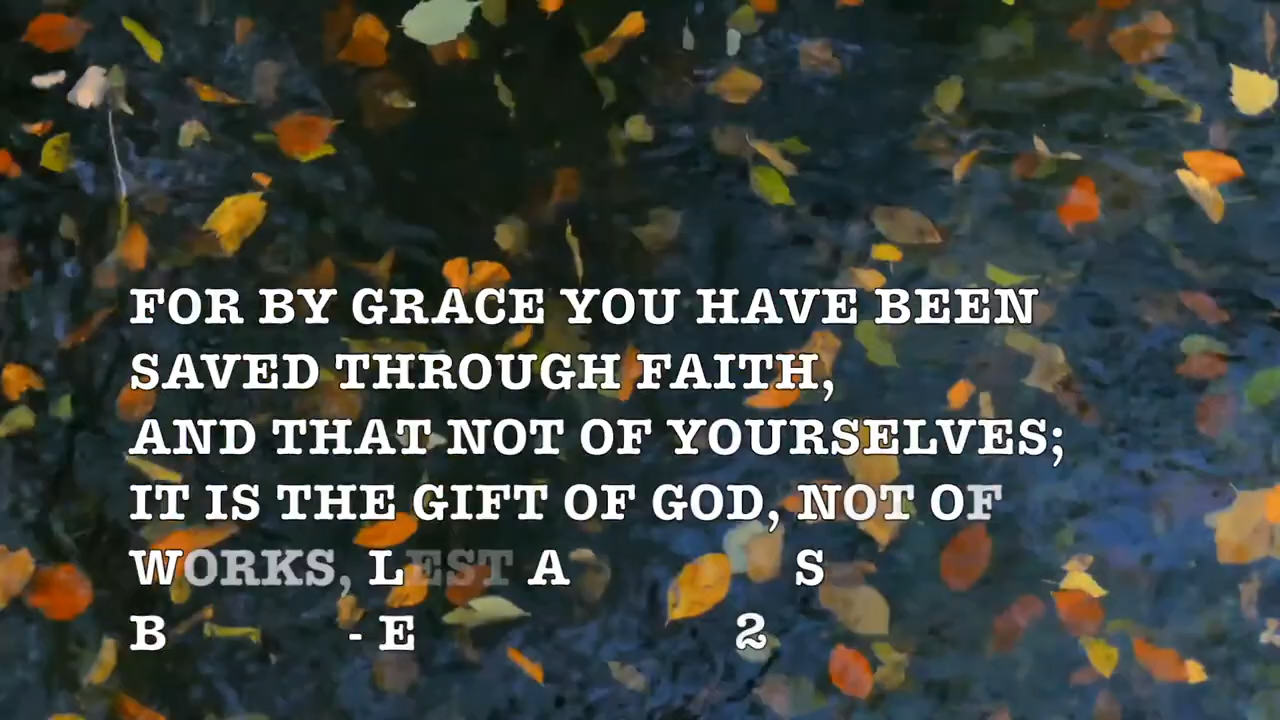 FOR BY GRACE YOU HAVE BEEN
SAVED THROUGH FAITH,
AND THAT NOT OF YOURSELVES;
IT IS THE GIFT OF GOD, NOT OF
WORKS, LEST A S
B - E 2